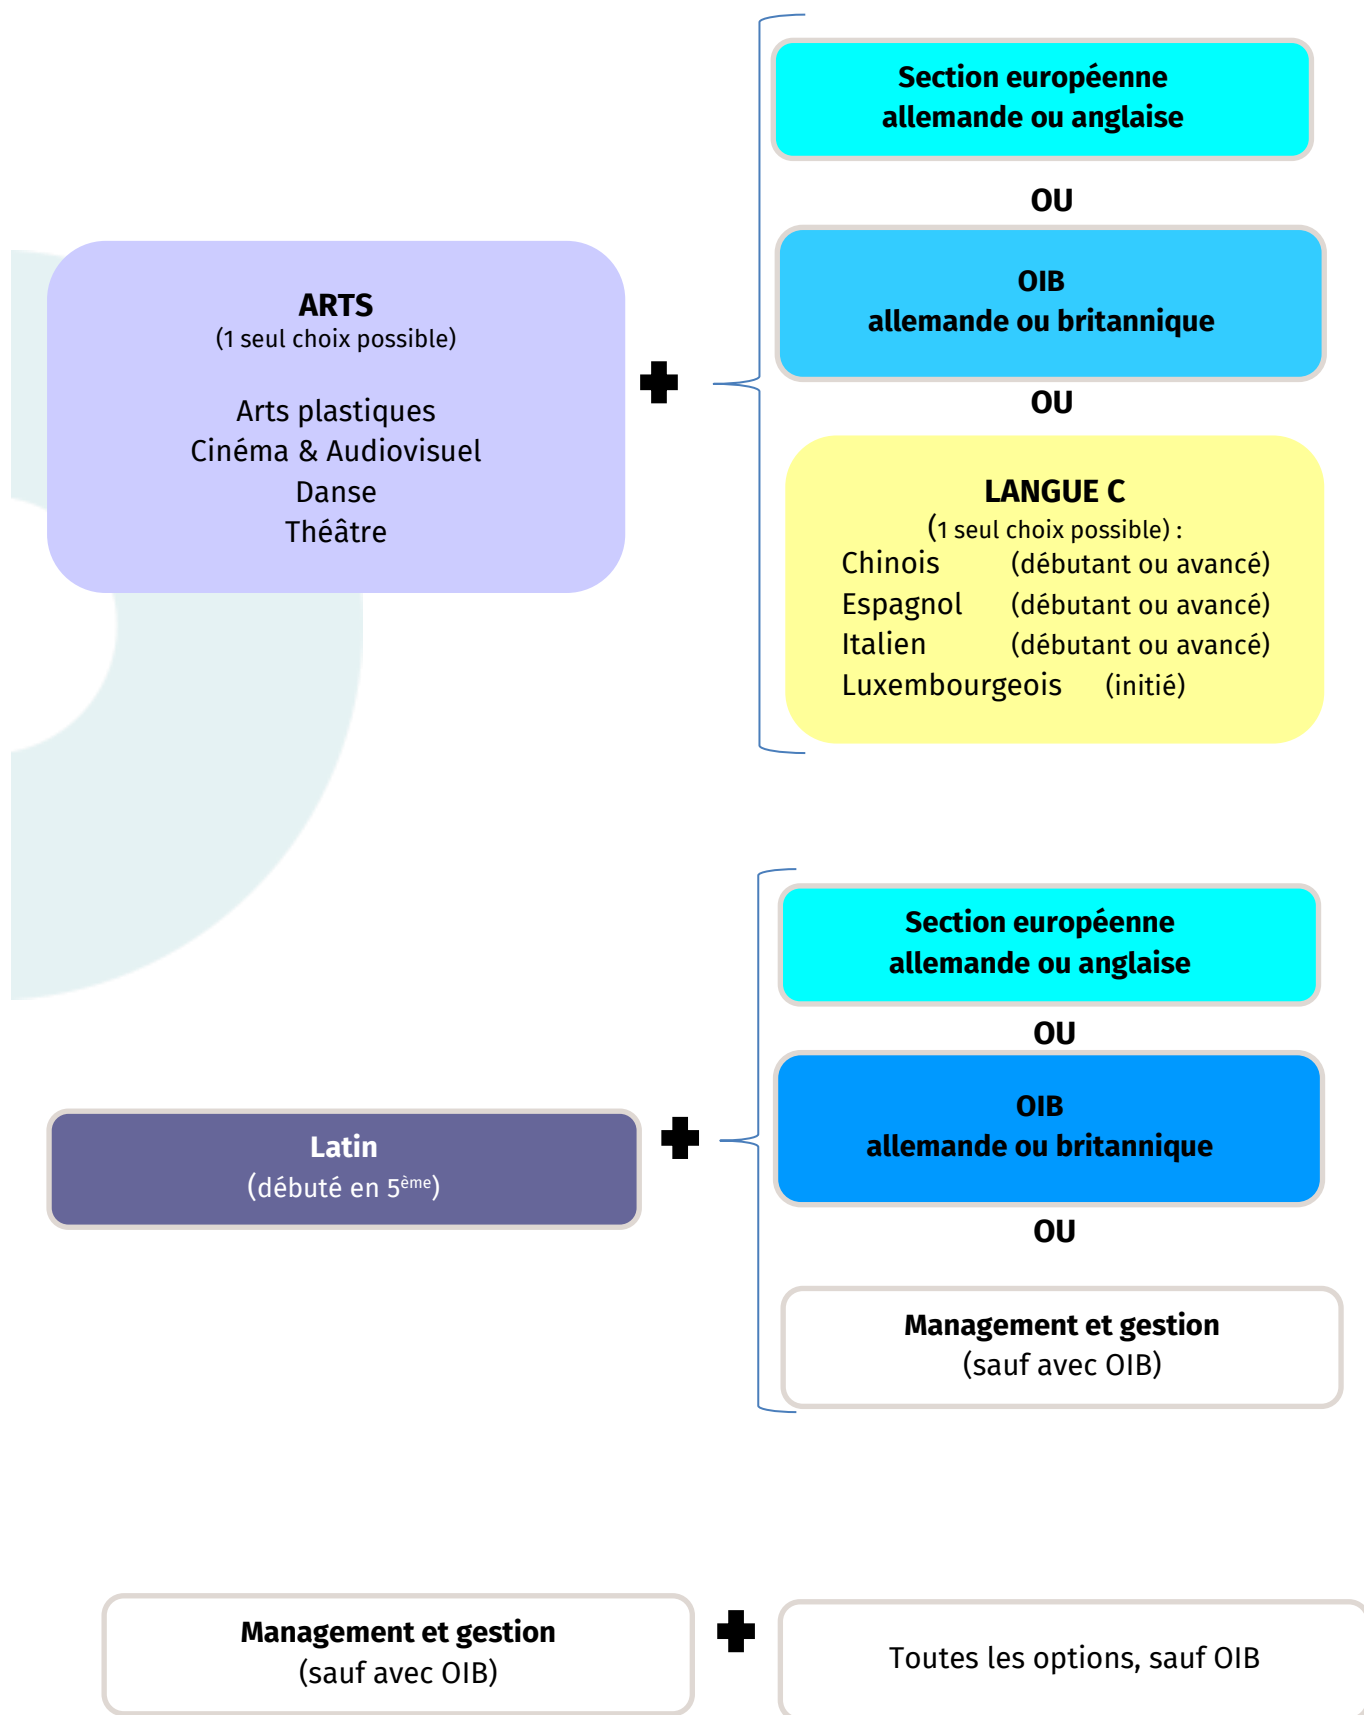 Section européenne
allemande ou anglaise
OU
OIB
allemande ou britannique
OU
ARTS
(1 seul choix possible)
Arts plastiques
Cinéma & Audiovisuel
Danse
Théâtre
LANGUE C
(1 seul choix possible) :
Chinois (débutant ou avancé)
Espagnol (débutant ou avancé)
Italien (débutant ou avancé)
Luxembourgeois (initié)
Section européenne
allemande ou anglaise
OU
OIB
allemande ou britannique
Latin
(débuté en 5ème)
OU
Management et gestion
(sauf avec OIB)
Management et gestion
(sauf avec OIB)
Toutes les options, sauf OIB